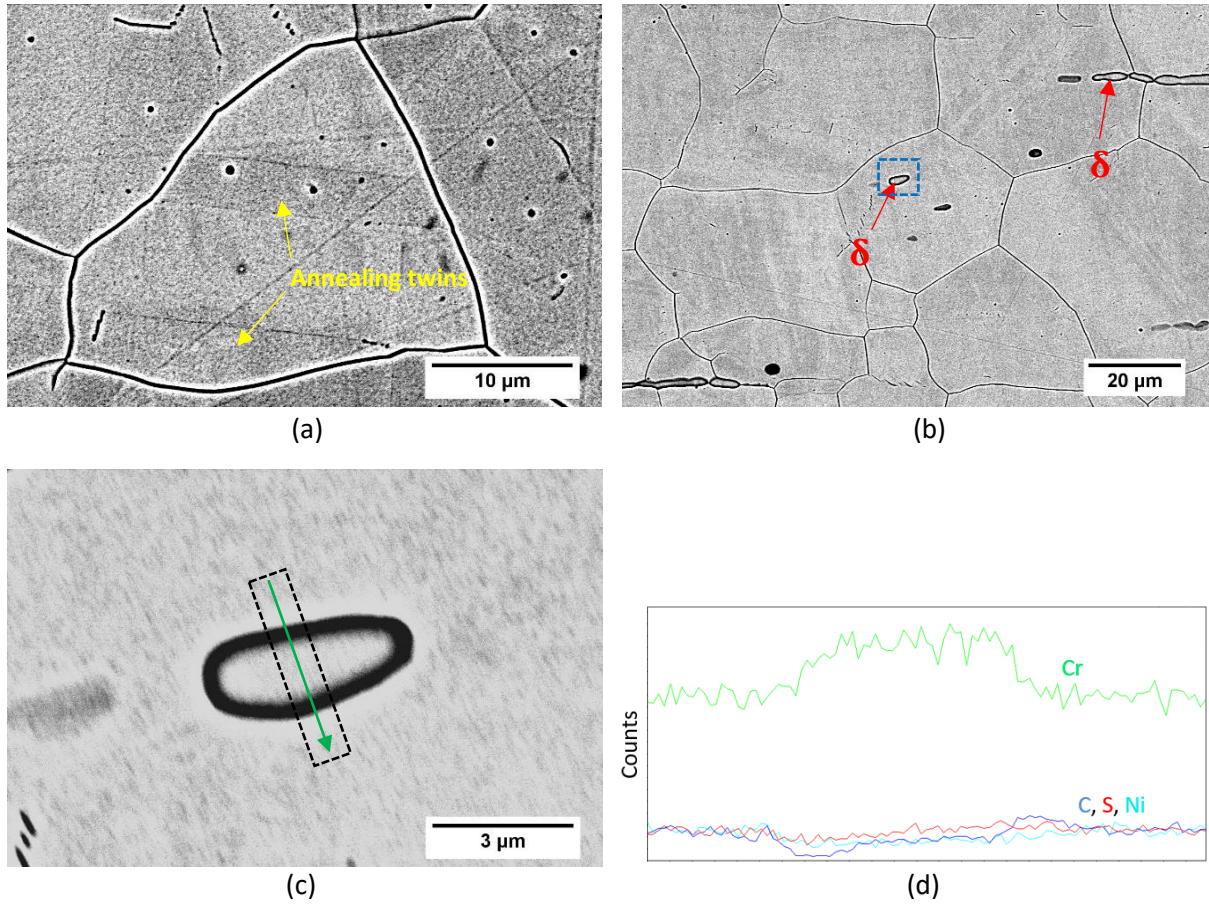 Annealing twins
10 µm
(a)
δ
δ
20 µm
(b)
3 µm
(c)
Counts
Cr
C, S, Ni
(d)